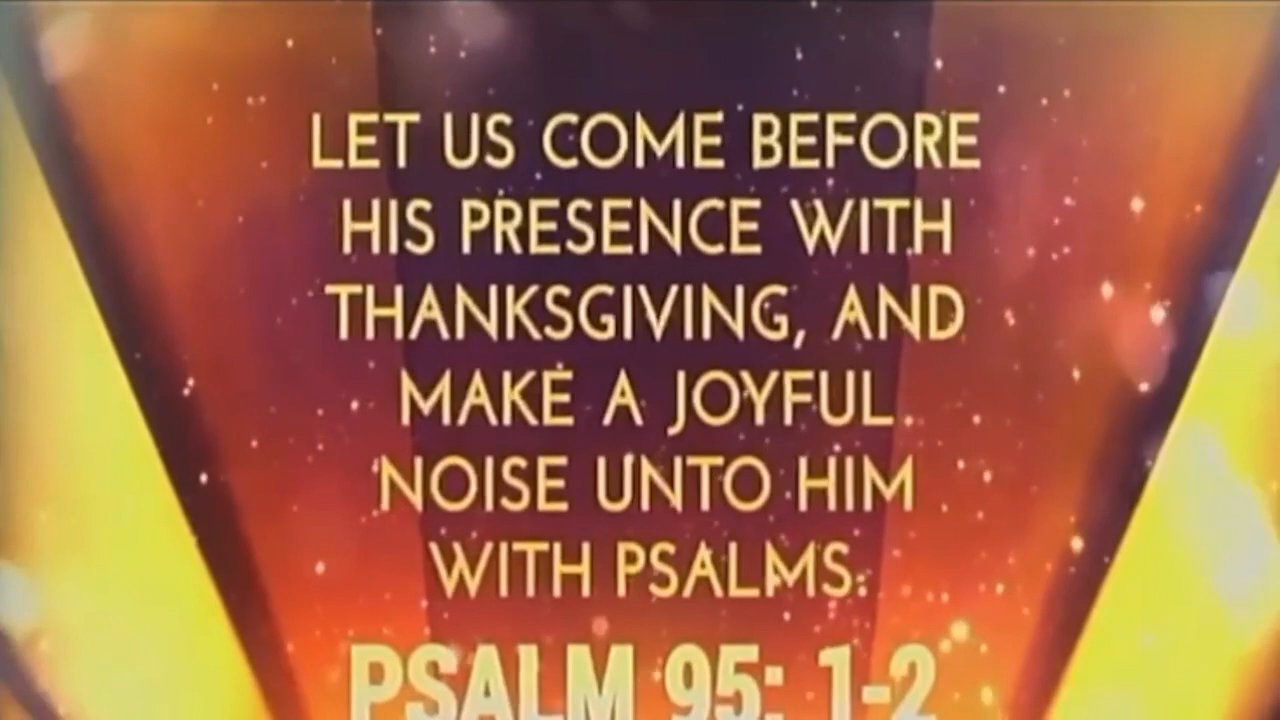 LET US COME BEFORE
HIS PRESENCE WITH
THANKSGIVING, AND
MAKE A JOYFUL
NOISE UNTO HIM
WITH PSALMS.
PSALM 95: 1-2